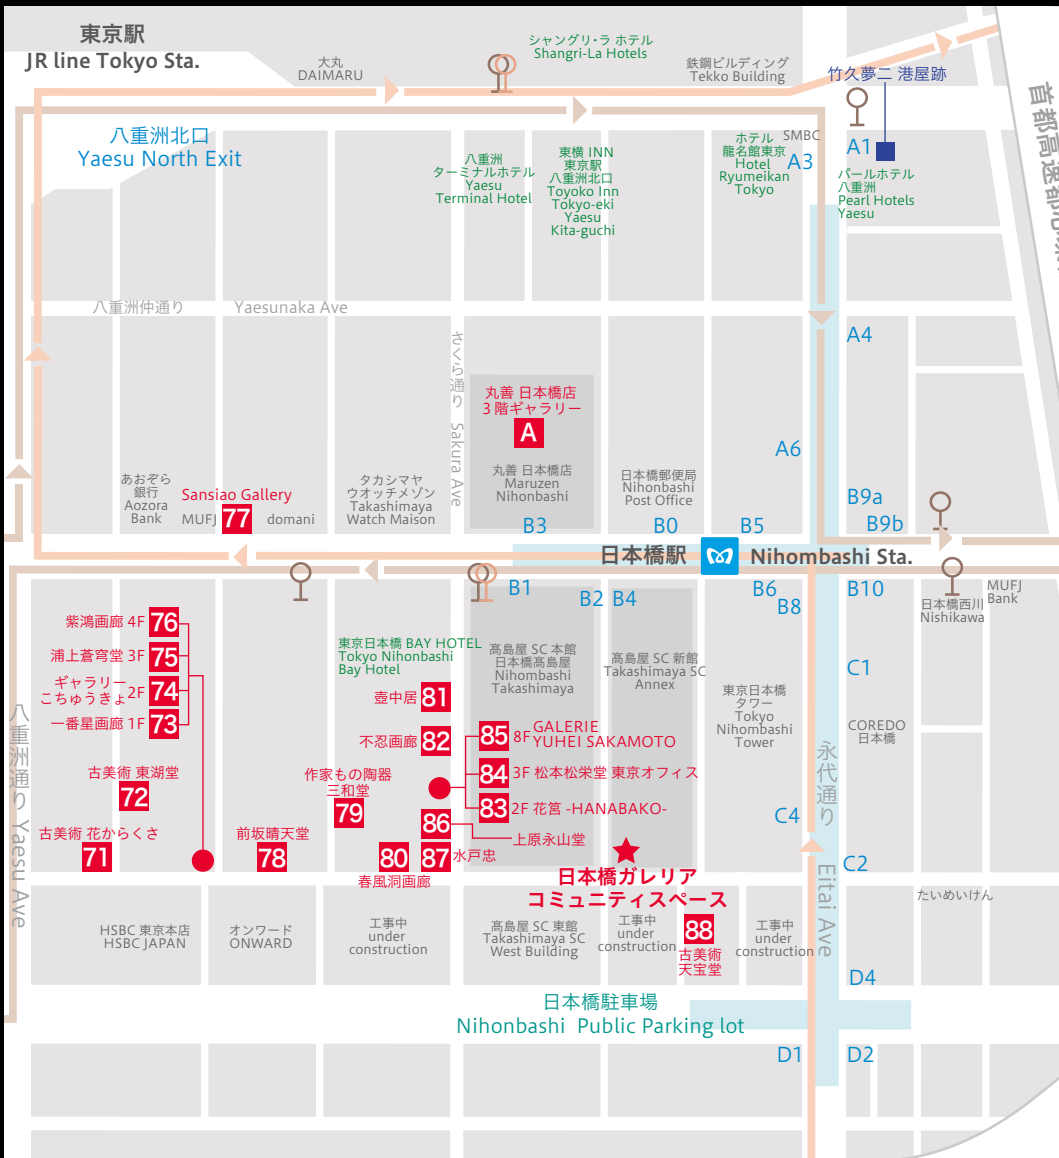 東京駅
JR line Tokyo Sta.
大丸
DAIMARU
シャングリ・ラ ホテル
Shangri-La Hotels
鉄鋼ビルディング
Tekko Building
竹久夢二 港屋跡
八重洲北口
Yaesu North Exit
八重洲
ターミナルホテル
Yaesu
Terminal Hotel
東横 INN
東京駅
八重洲北口
Toyoko Inn
Tokyo-eki
Yaesu
Kita-guchi
ホテル
龍名館東京
Hotel
Ryumeikan
Tokyo
SMBC
A3
A1
パールホテル
八重洲
Pearl Hotels
Yaesu
八重洲仲通り
Yaesunaka Ave
さくら通り Sakura Ave
A4
丸善 日本橋店
3 階ギャラリー
A
丸善 日本橋店
Maruzen
Nihonbashi
日本橋郵便局
Nihonbashi
Post Office
A6
あおぞら
銀行
Aozora
Bank
Sansiao Gallery
MUFJ
77
domani
タカシマヤ
ウオッチメゾン
Takashimaya
Watch Maison
B3
B0
B5
B9a
B9b
日本橋駅
Nihombashi Sta.
B1
B2
B4
B6
B8
B10
日本橋西川
Nishikawa
MUFJ
Bank
紫鴻画廊 4F
76
浦上蒼穹堂 3F
75
ギャラリー
こちゅうきょ 2F
74
一番星画廊 1F
73
東京日本橋 BAY HOTEL
Tokyo Nihonbashi
Bay Hotel
髙島屋 SC 本館
日本橋髙島屋
Nihombashi
Takashimaya
髙島屋 SC 新館
Takashimaya SC
Annex
東京日本橋
タワー
Tokyo
Nihombashi
Tower
C1
COREDO
日本橋
壺中居
81
不忍画廊
82
85
8F
GALERIE
YUHEI SAKAMOTO
84
3F 松本松栄堂 東京オフィス
83
2F 花筥 -HANABAKO-
86
上原永山堂
古美術 東湖堂
72
作家もの陶器
三和堂
79
古美術 花からくさ
71
前坂晴天堂
78
80
春風洞画廊
87
水戸忠
日本橋ガレリア
コミュニティスペース
C4
C2
八重洲通り Yaesu Ave
永代通り Eitai Ave
たいめいけん
HSBC 東京本店
HSBC JAPAN
オンワード
ONWARD
工事中
under
construction
髙島屋 SC 東館
Takashimaya SC
West Building
工事中
under
construction
88
古美術
天宝堂
工事中
under
construction
D4
日本橋駐車場
Nihonbashi Public Parking lot
D1
D2